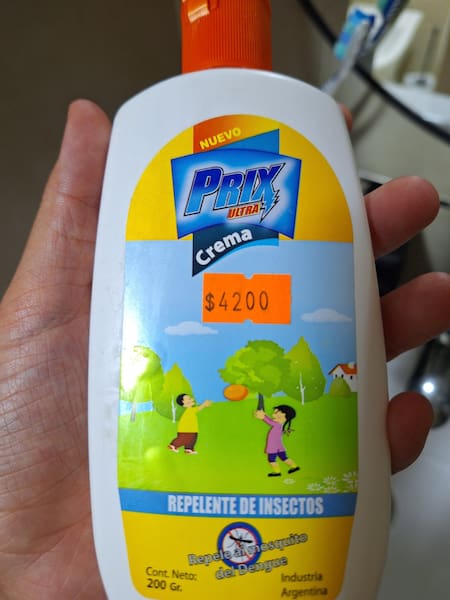 NUEVO
PRIX
ULTRA
Crema
$4200
REPELENTE DE INSECTOS
Repele al mosquito
del Dengue
Cont. Neto:
200 Gr.
Industria
Argentina